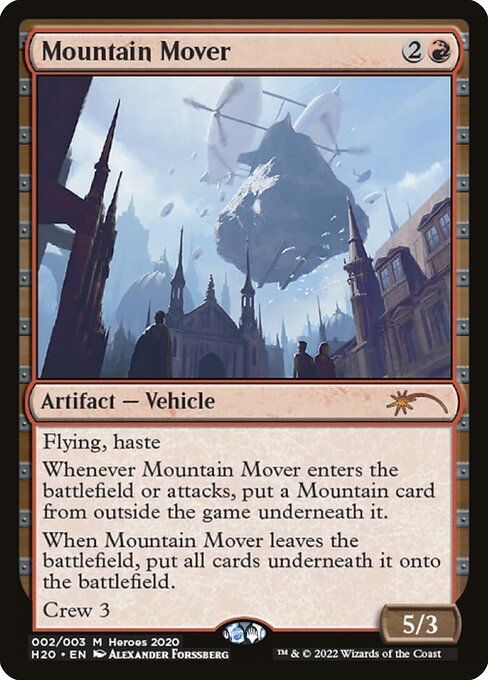 Mountain Mover 2
Artifact — Vehicle
Flying, haste
Whenever Mountain Mover enters the
battlefield or attacks, put a Mountain card
from outside the game underneath it.
When Mountain Mover leaves the
battlefield, put all cards underneath it onto
the battlefield.
Crew 3
5/3
002/003 M Heroes 2020
H20 • EN Alexander Forssberg
™ & © 2022 Wizards of the Coast